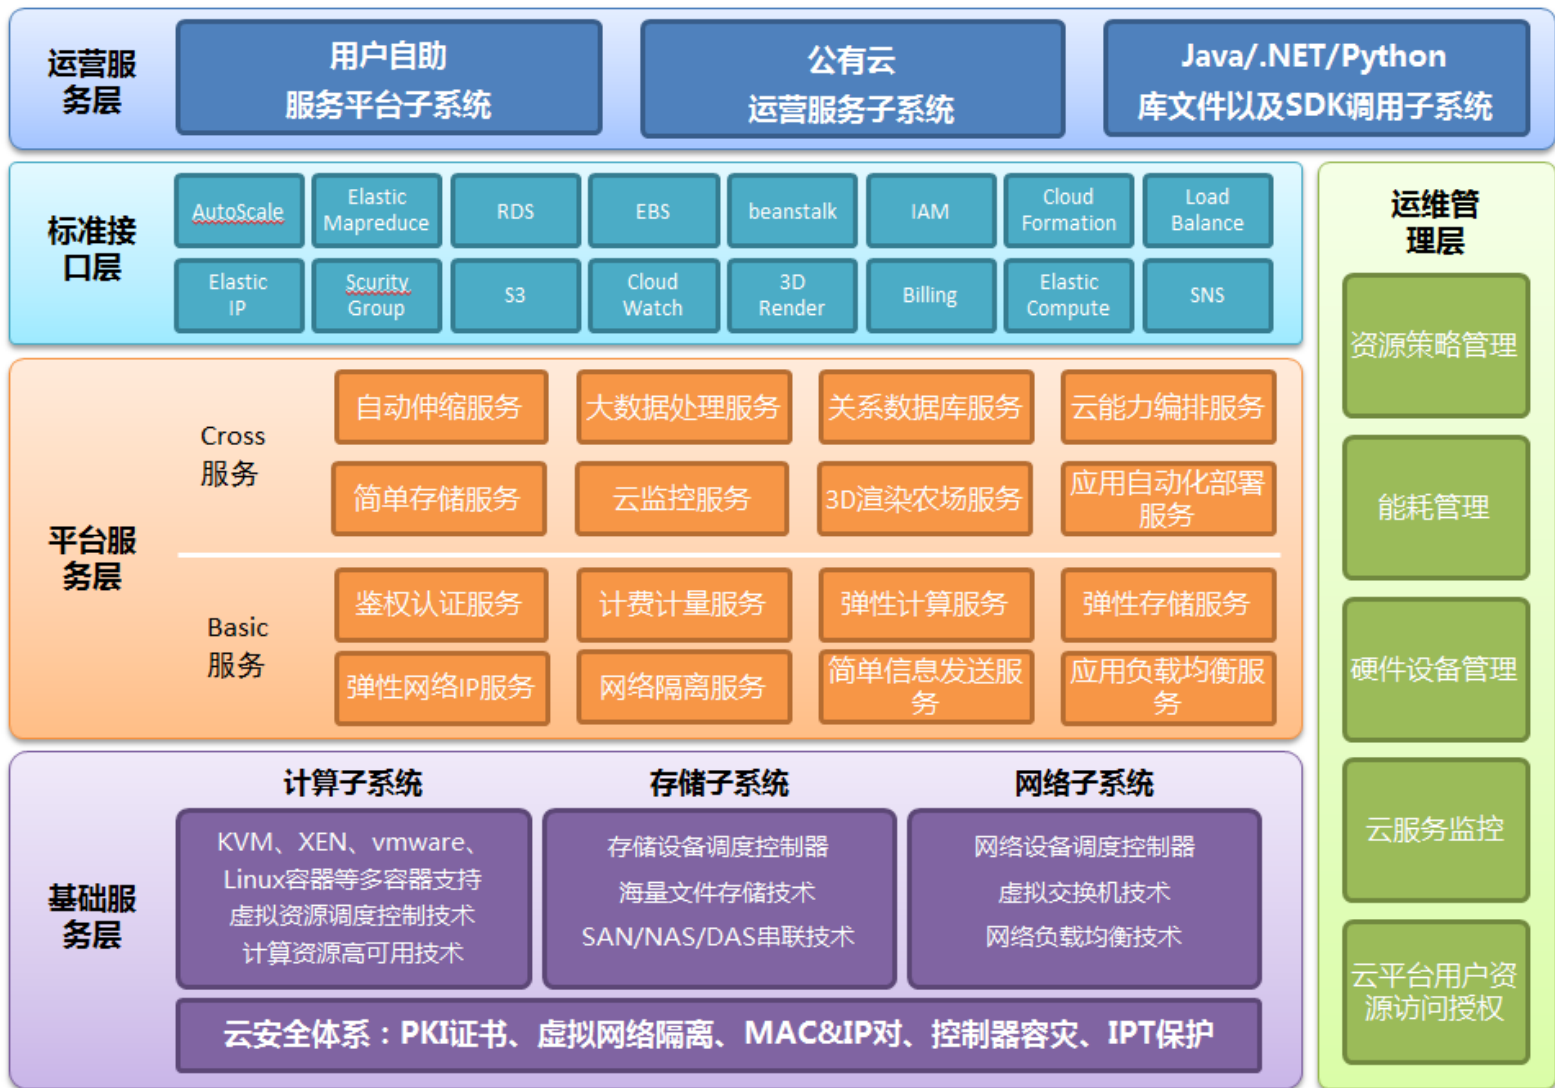 运营服
务层
用户自助
服务平台子系统
公有云
运营服务子系统
Java/.NET/Python
库文件以及SDK调用子系统
标准接
口层
AutoScale
Elastic
Mapreduce
RDS
EBS
beanstalk
IAM
Cloud
Formation
Load
Balance
Elastic
IP
Scurity
Group
S3
Cloud
Watch
3D
Render
Billing
Elastic
Compute
SNS
平台服
务层
Cross
服务
自动伸缩服务
大数据处理服务
关系数据库服务
云能力编排服务
简单存储服务
云监控服务
3D渲染农场服务
应用自动化部署
服务
Basic
服务
鉴权认证服务
计费计量服务
弹性计算服务
弹性存储服务
弹性网络IP服务
网络隔离服务
简单信息发送服
务
应用负载均衡服
务
基础服
务层
计算子系统
KVM、XEN、vmware、
Linux容器等多容器支持
虚拟资源调度控制技术
计算资源高可用技术
存储子系统
存储设备调度控制器
海量文件存储技术
SAN/NAS/DAS串联技术
网络子系统
网络设备调度控制器
虚拟交换机技术
网络负载均衡技术
云安全体系：PKI证书、虚拟网络隔离、MAC&IP对、控制器容灾、IPT保护
运维管
理层
资源策略管理
能耗管理
硬件设备管理
云服务监控
云平台用户资
源访问授权